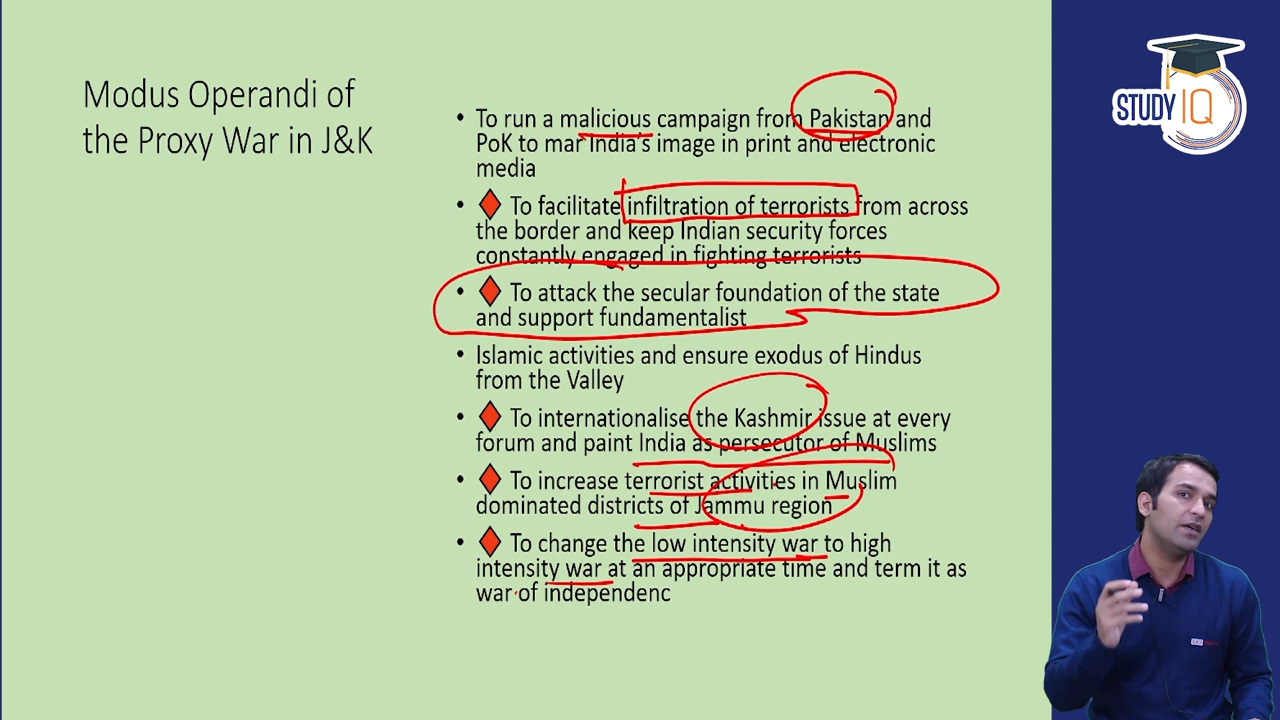 Modus Operandi of
the Proxy War in J&K
• To run a malicious campaign from Pakistan and
PoK to mar India's image in print and electronic
media
• ♦ To facilitate infiltration of terrorists from across
the border and keep Indian security forces
constantly engaged in fighting terrorists
• ♦ To attack the secular foundation of the state
and support fundamentalist
• Islamic activities and ensure exodus of Hindus
from the Valley
• ♦ To internationalise the Kashmir issue at every
forum and paint India as persecutor of Muslims
• ♦ To increase terrorist activities in Muslim
dominated districts of Jammu region
• ♦ To change the low intensity war to high
intensity war at an appropriate time and term it as
war of independenc
STUDY IQ